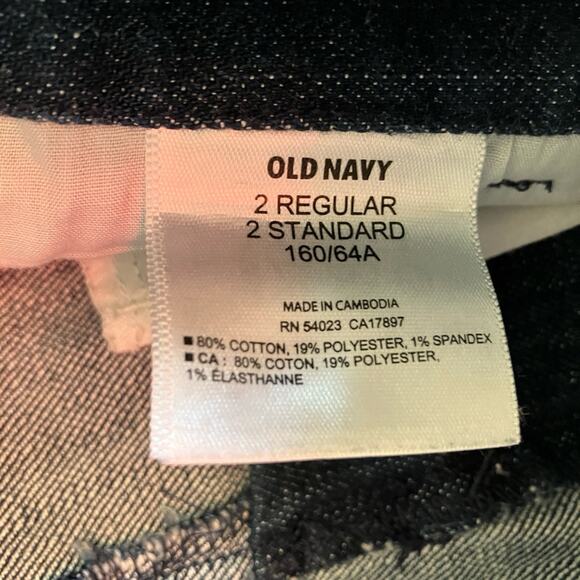 OLD NAVY
2 REGULAR
2 STANDARD
160/64A
MADE IN CAMBODIA
RN 54023 CA17897
■ 80% COTTON, 19% POLYESTER, 1% SPANDEX
■ CA : 80% COTON, 19% POLYESTER,
1% ÉLASTHANNE